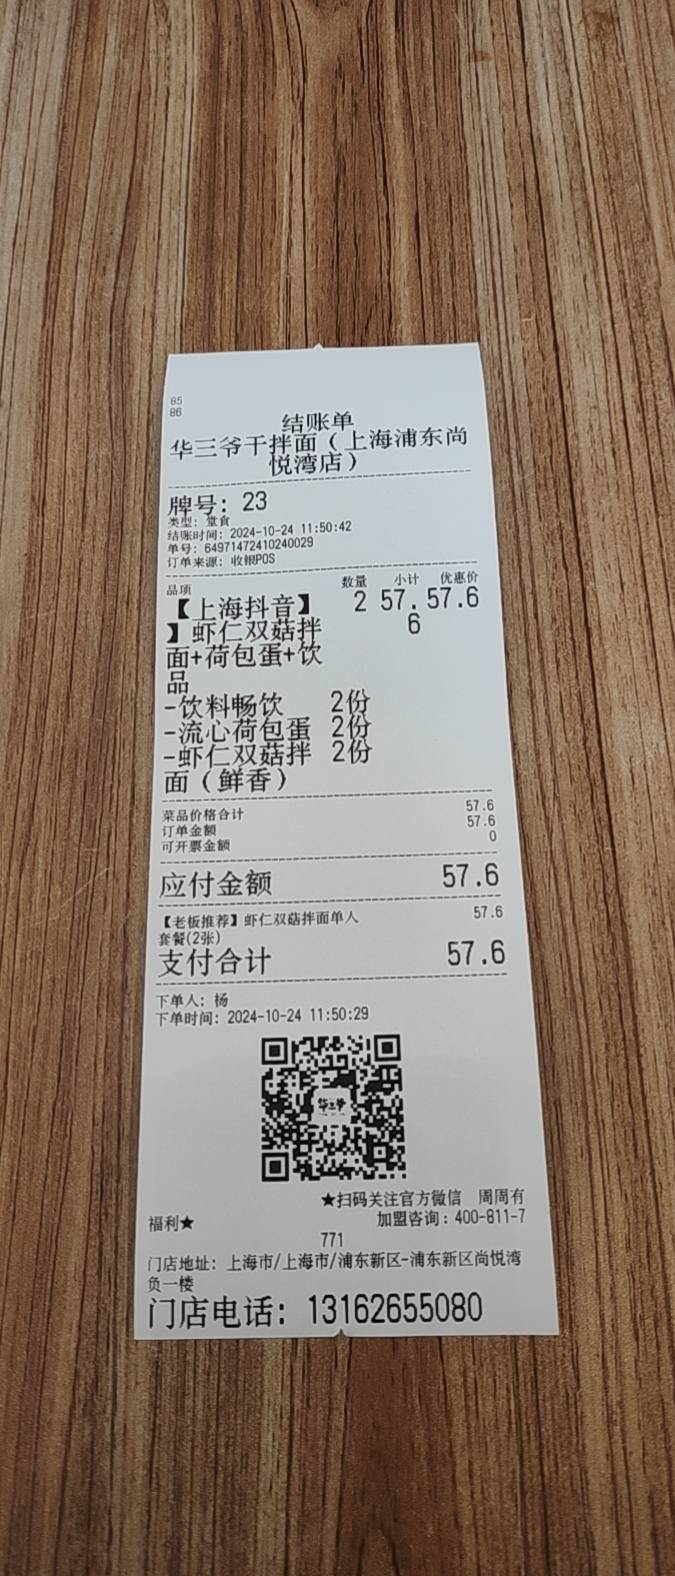 85
86
结账单
华三爷干拌面（上海浦东尚
悦湾店）
牌号: 23
类型: 堂食
结账时间: 2024-10-24 11:50:42
单号: 64971472410240029
订单来源: 收银POS
品项 数量 小计 优惠价
【上海抖音】 2 57. 57.6
】虾仁双菇拌 6
面+荷包蛋+饮
品
-饮料畅饮 2份
-流心荷包蛋 2份
-虾仁双菇拌 2份
面（鲜香）
菜品价格合计 57.6
订单金额 57.6
可开票金额 0
应付金额 57.6
【老板推荐】虾仁双菇拌面单人 57.6
套餐(2张)
支付合计 57.6
下单人: 杨
下单时间: 2024-10-24 11:50:29
华三爷
★扫码关注官方微信 周周有
福利★ 加盟咨询: 400-811-7
771
门店地址: 上海市/上海市/浦东新区-浦东新区尚悦湾
负一楼
门店电话: 13162655080